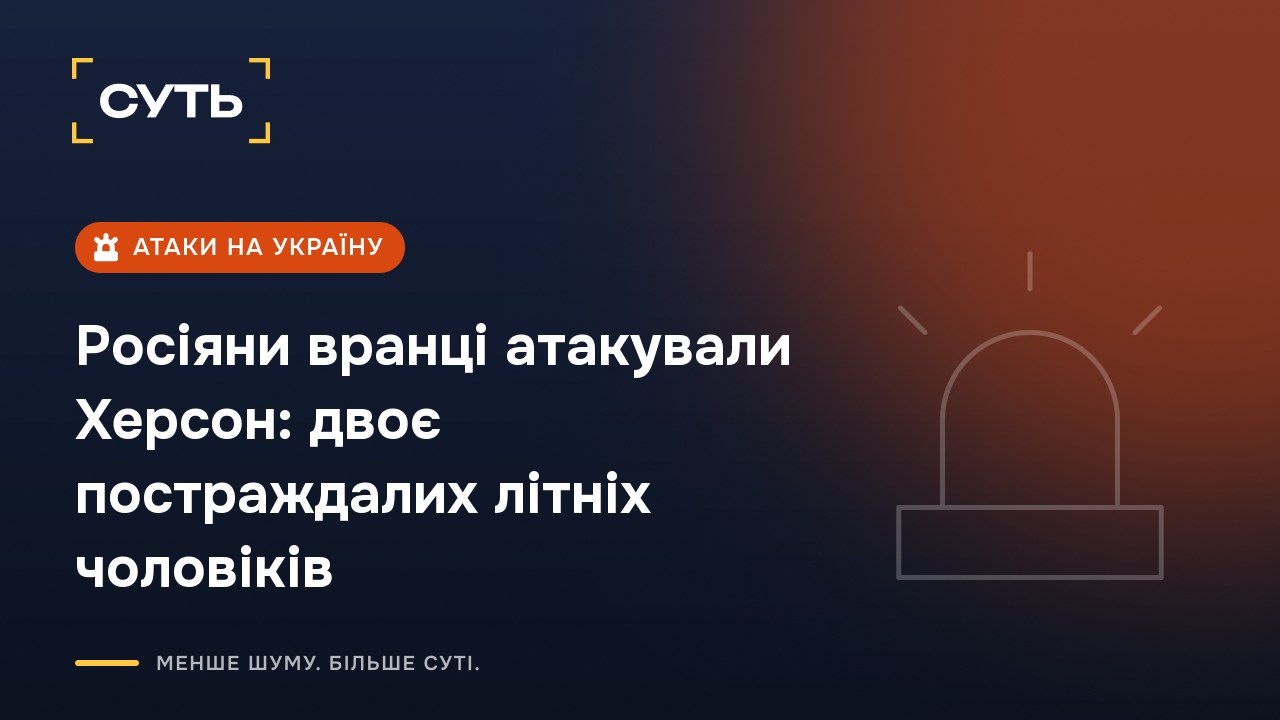 СУТЬ
АТАКИ НА УКРАЇНУ
Росіяни вранці атакували
Херсон: двоє
постраждалих літніх
чоловіків
МЕНШЕ ШУМУ. БІЛЬШЕ СУТІ.